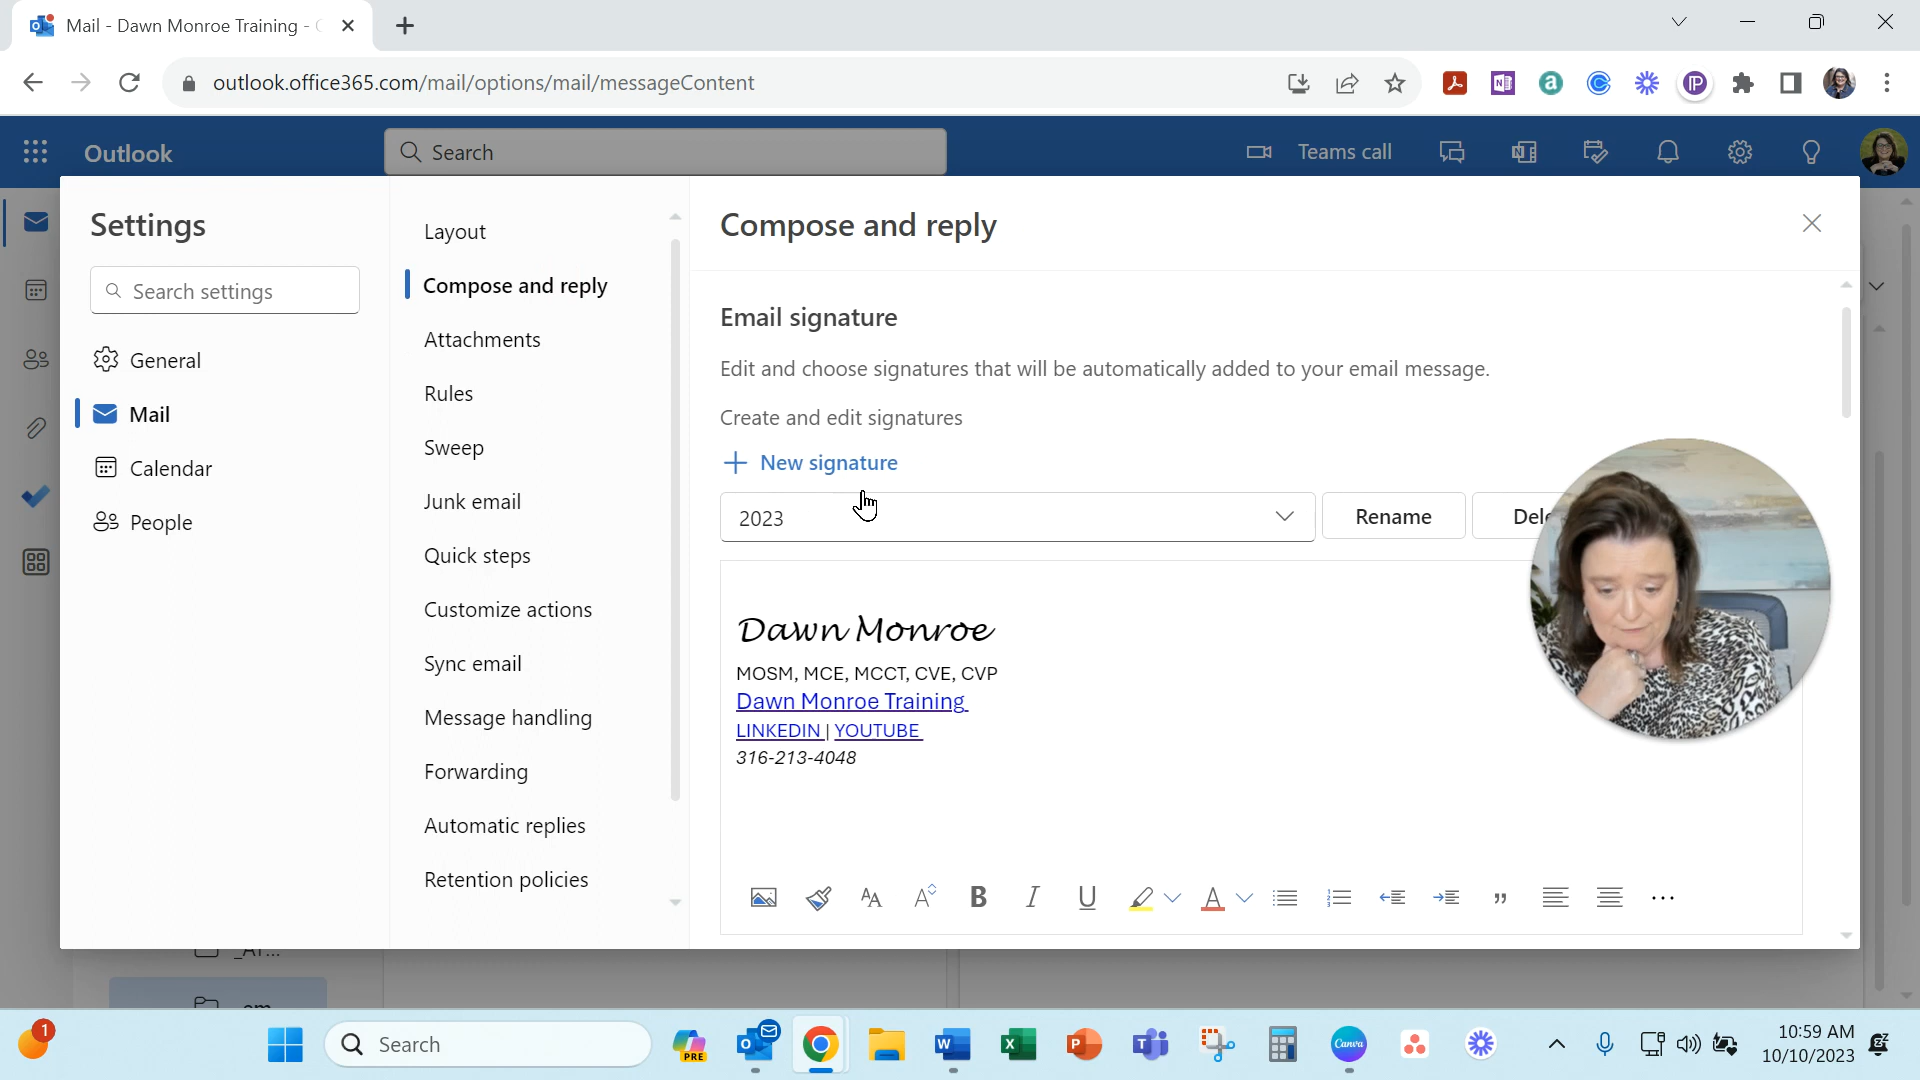 Mail - Dawn Monroe Training -
outlook.office365.com/mail/options/mail/messageContent
Outlook
Search
Teams call
Settings
Search settings
General
Mail
Calendar
People
Layout
Compose and reply
Attachments
Rules
Sweep
Junk email
Quick steps
Customize actions
Sync email
Message handling
Forwarding
Automatic replies
Retention policies
Compose and reply
Email signature
Edit and choose signatures that will be automatically added to your email message.
Create and edit signatures
New signature
2023
Rename
Dawn Monroe
MOSM, MCE, MCCT, CVE, CVP
Dawn Monroe Training
LINKEDIN | YOUTUBE
316-213-4048
1
Search
PRE
Canva
10:59 AM
10/10/2023